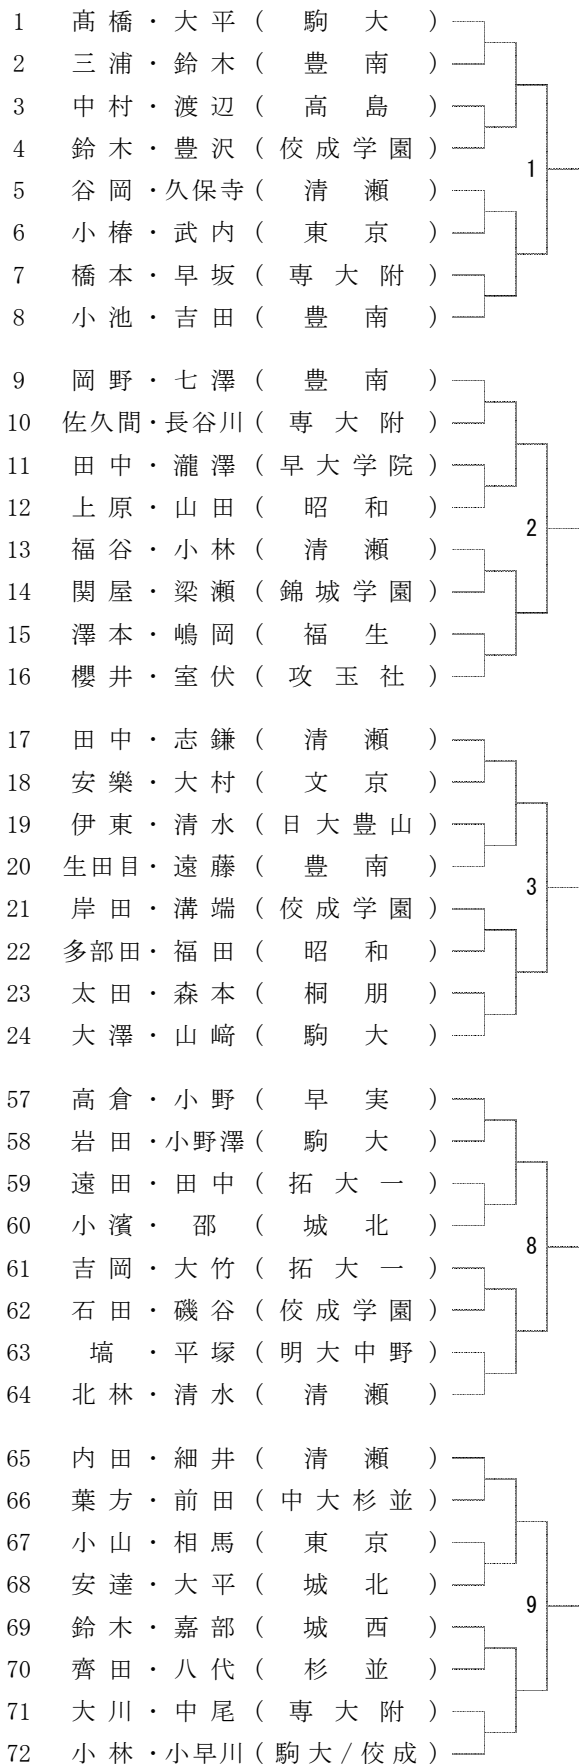 1 髙橋・大平(駒大)
2 三浦・鈴木(豊南)
3 中村・渡辺(高島)
4 鈴木・豊沢(佼成学園)
1
5 谷岡・久保寺(清瀬)
6 小椿・武内(東京)
7 橋本・早坂(専大附)
8 小池・吉田(豊南)
9 岡野・七澤(豊南)
10 佐久間・長谷川(専大附)
11 田中・瀧澤(早大学院)
12 上原・山田(昭和)
2
13 福谷・小林(清瀬)
14 関屋・梁瀬(錦城学園)
15 澤本・嶋岡(福生)
16 櫻井・室伏(攻玉社)
17 田中・志鎌(清瀬)
18 安樂・大村(文京)
19 伊東・清水(日大豊山)
20 生田目・遠藤(豊南)
3
21 岸田・溝端(佼成学園)
22 多部田・福田(昭和)
23 太田・森本(桐朋)
24 大澤・山﨑(駒大)
57 高倉・小野(早実)
58 岩田・小野澤(駒大)
59 遠田・田中(拓大一)
60 小濱・邵(城北)
8
61 吉岡・大竹(拓大一)
62 石田・磯谷(佼成学園)
63 塙・平塚(明大中野)
64 北林・清水(清瀬)
65 内田・細井(清瀬)
66 葉方・前田(中大杉並)
67 小山・相馬(東京)
68 安達・大平(城北)
9
69 鈴木・嘉部(城西)
70 齊田・八代(杉並)
71 大川・中尾(専大附)
72 小林・小早川(駒大/佼成)